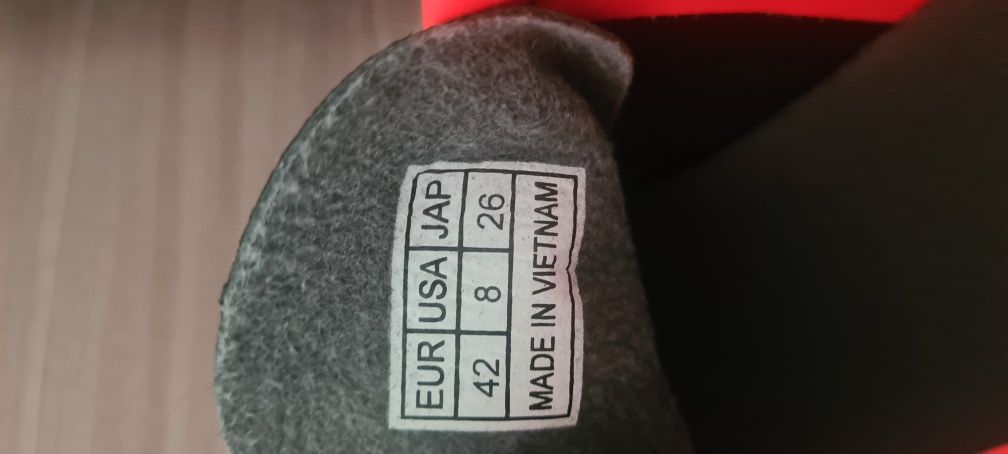 EUR USA JAP
42 8 26
MADE IN VIETNAM